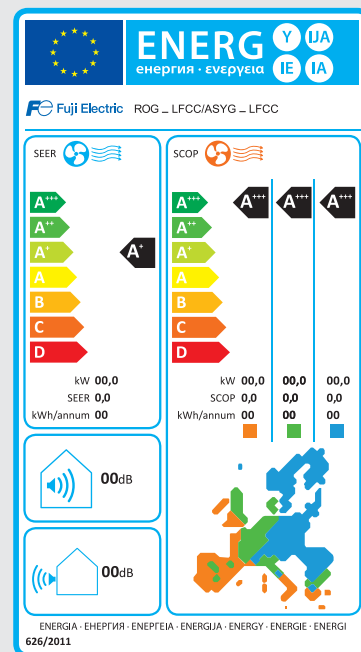 ENERG Y IJA
енергия · ενεργεια IE IA
Fe Fuji Electric ROG _ LFCC/ASYG _ LFCC
SEER
A+++
A++
A+
A
B
C
D
A+
kW 00,0
SEER 0,0
kWh/annum 00
SCOP
A+++
A++
A+
A
B
C
D
A+++ A+++ A+++
kW 00,0 00,0 00,0
SCOP 0,0 0,0 0,0
kWh/annum 00 00 00
00dB
00dB
ENERGIA · ЕНЕРГИЯ · ΕΝΕΡΓΕΙΑ · ENERGIJA · ENERGY · ENERGIE · ENERGI
626/2011